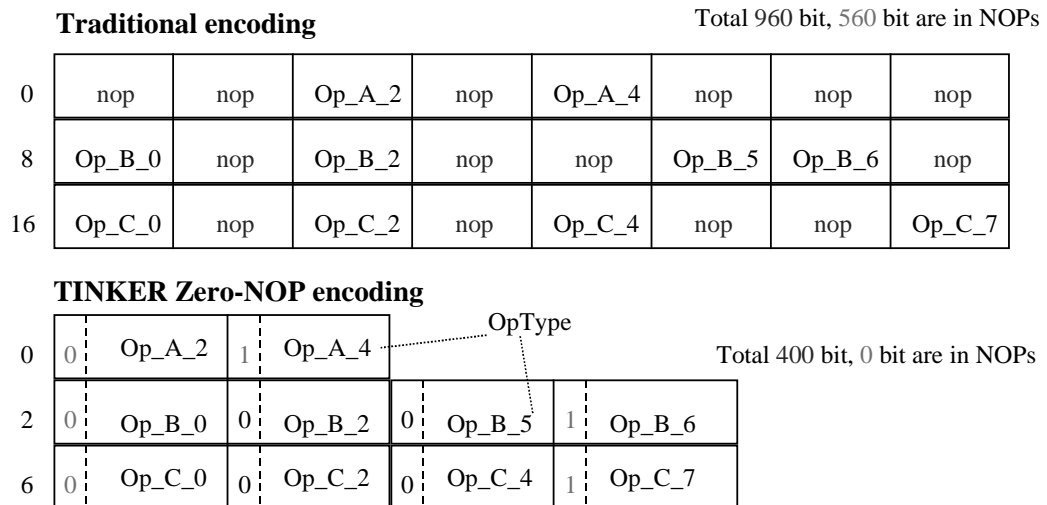 Traditional encoding
Total 960 bit, 560 bit are in NOPs
0 nop nop Op_A_2 nop Op_A_4 nop nop nop
8 Op_B_0 nop Op_B_2 nop nop Op_B_5 Op_B_6 nop
16 Op_C_0 nop Op_C_2 nop Op_C_4 nop nop Op_C_7
TINKER Zero-NOP encoding
OpType
0 0 Op_A_2 1 Op_A_4
Total 400 bit, 0 bit are in NOPs
2 0 Op_B_0 0 Op_B_2 0 Op_B_5 1 Op_B_6
6 0 Op_C_0 0 Op_C_2 0 Op_C_4 1 Op_C_7